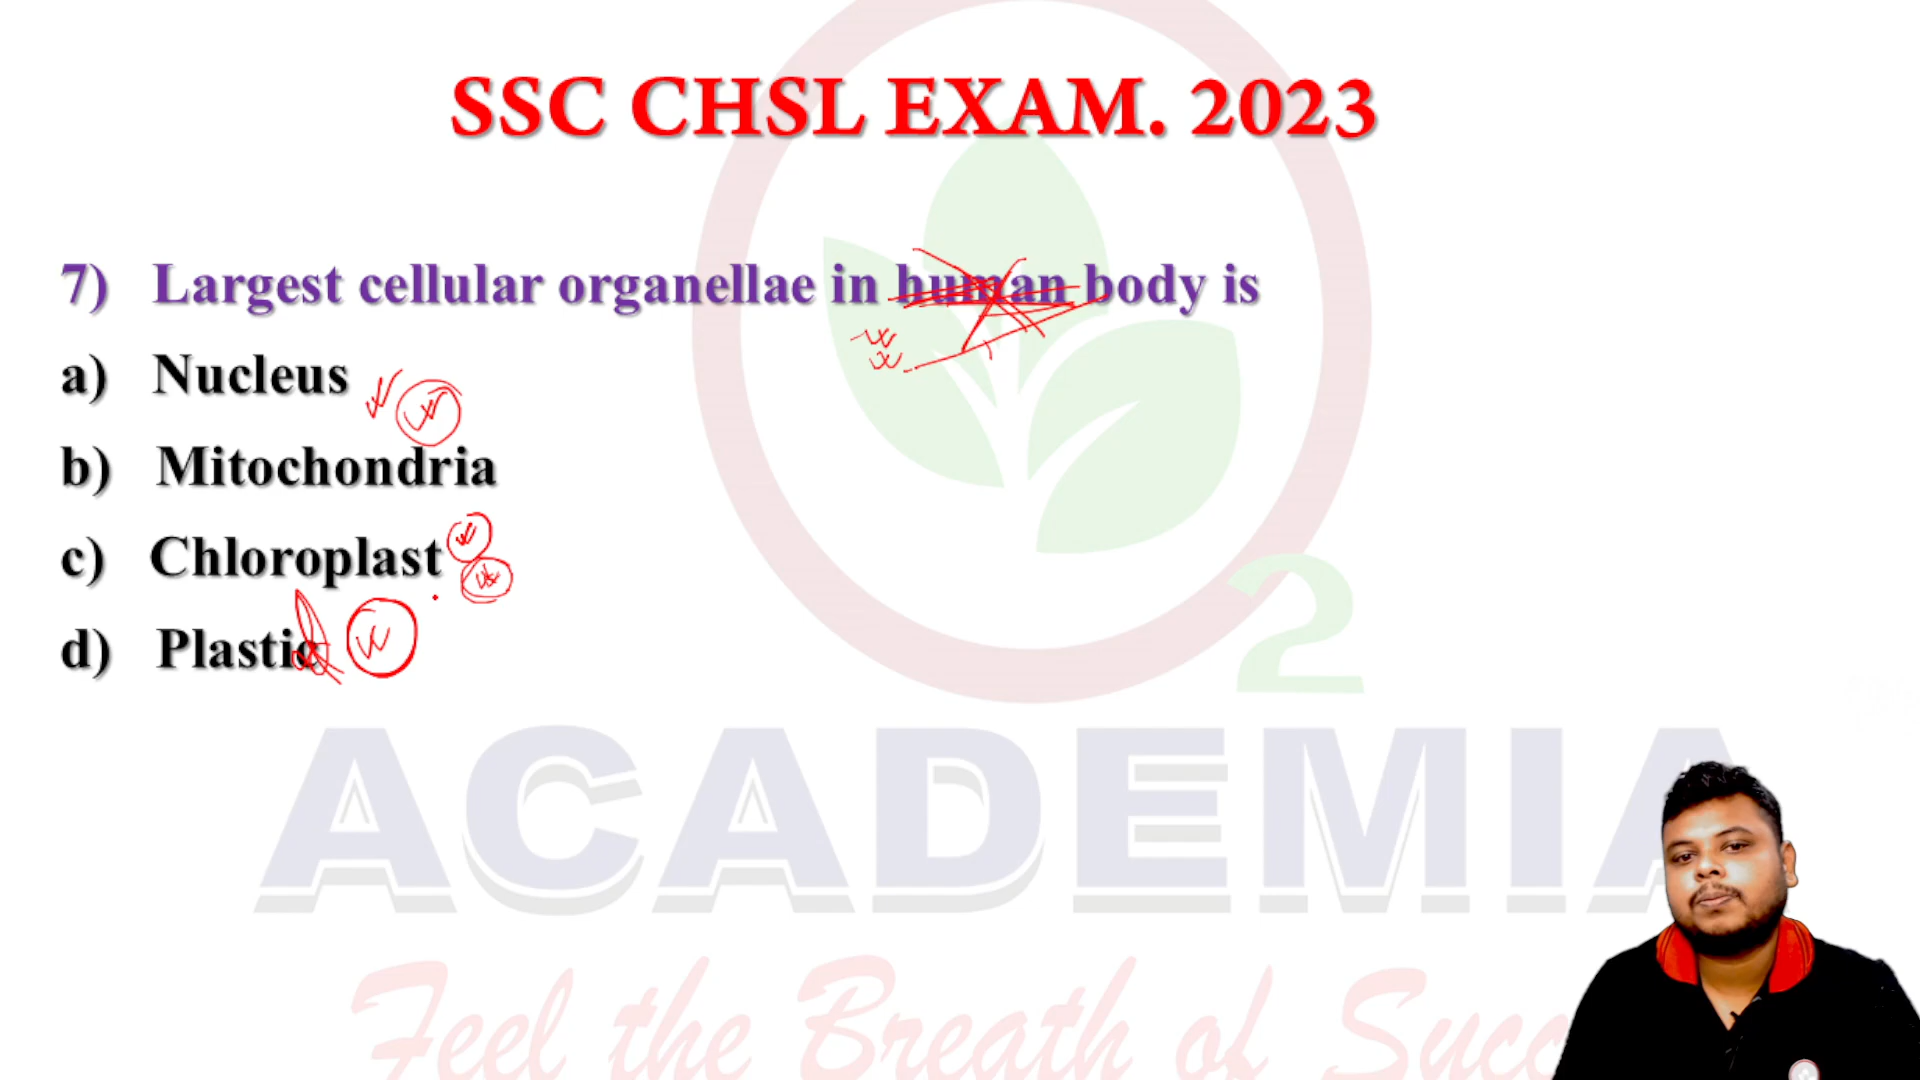 SSC CHSL EXAM. 2023
7) Largest cellular organellae in human body is
a) Nucleus
b) Mitochondria
c) Chloroplast
d) Plastic
2
ACADEMIA
Feel the Breath of Succ